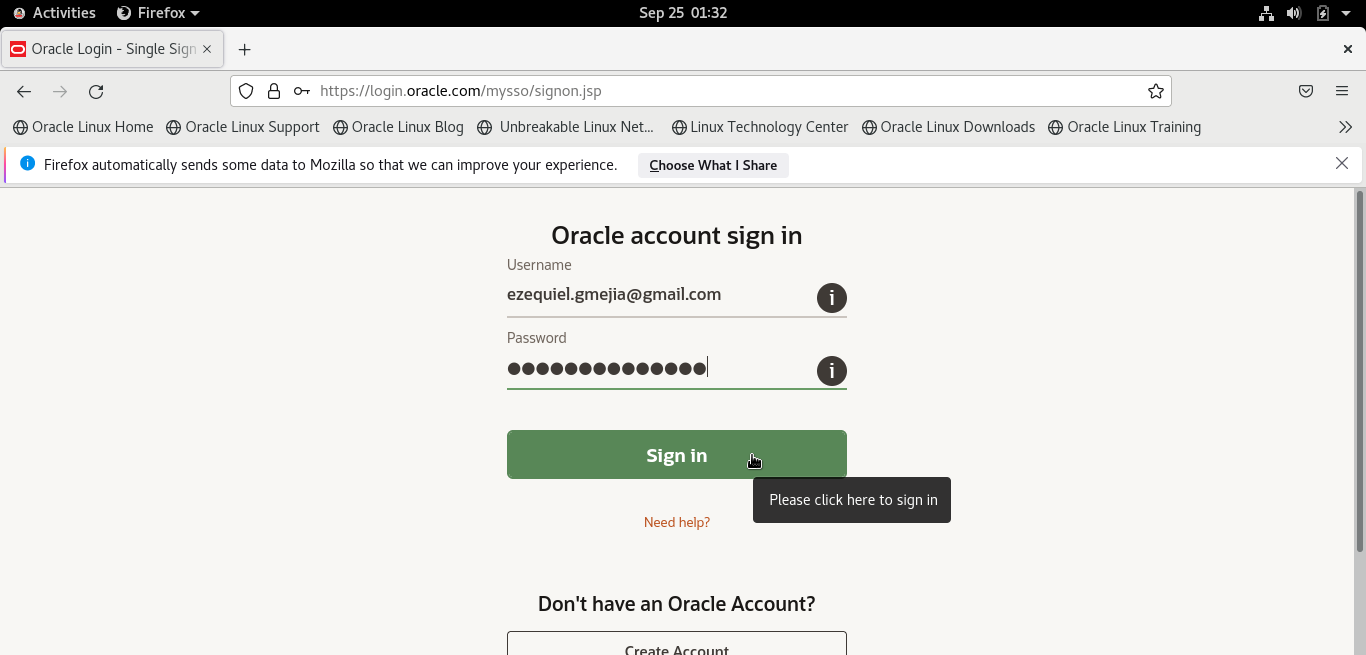 Activities Firefox Sep 25 01:32
Oracle Login - Single Sign
https://login.oracle.com/mysso/signon.jsp
Oracle Linux Home Oracle Linux Support Oracle Linux Blog Unbreakable Linux Net... Linux Technology Center Oracle Linux Downloads Oracle Linux Training
Firefox automatically sends some data to Mozilla so that we can improve your experience. Choose What I Share
Oracle account sign in
Username
ezequiel.gmejia@gmail.com
Password
●●●●●●●●●●●●●●
Sign in
Please click here to sign in
Need help?
Don't have an Oracle Account?
Create Account